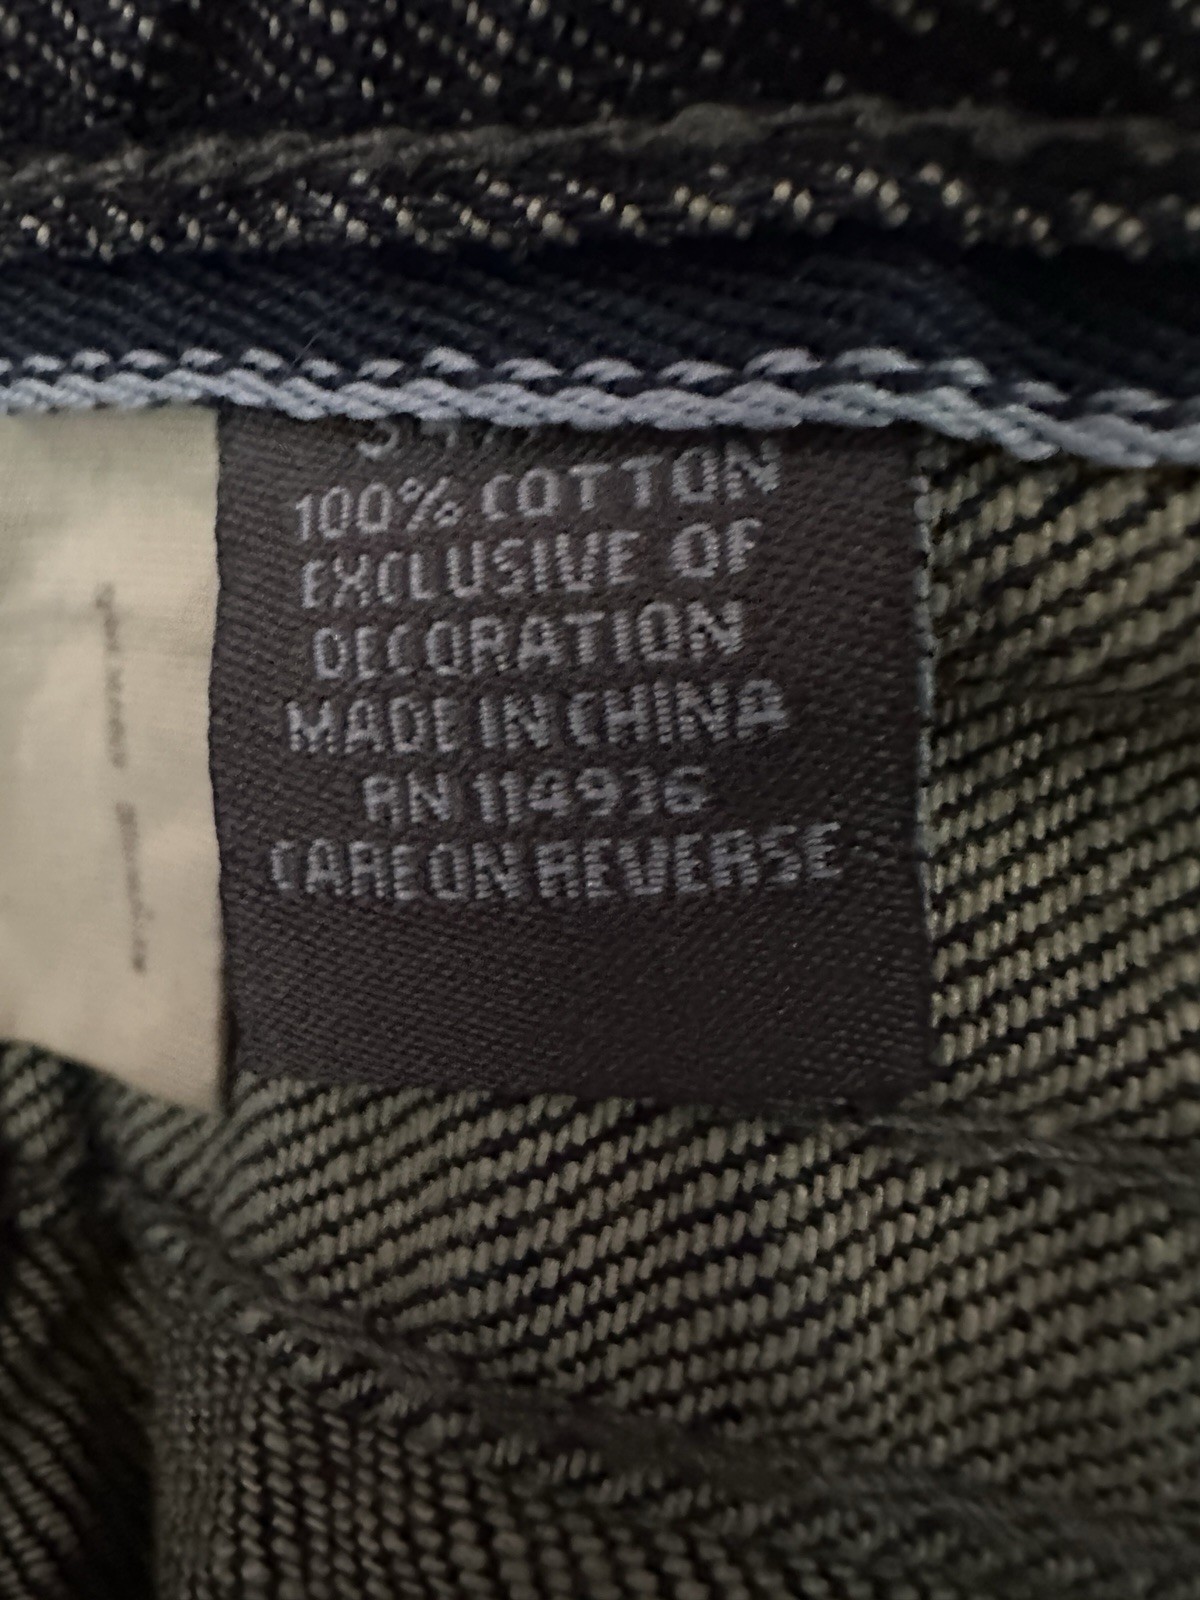 100% COTTON
EXCLUSIVE OF
DECORATION
MADE IN CHINA
RN 114936
CARE ON REVERSE